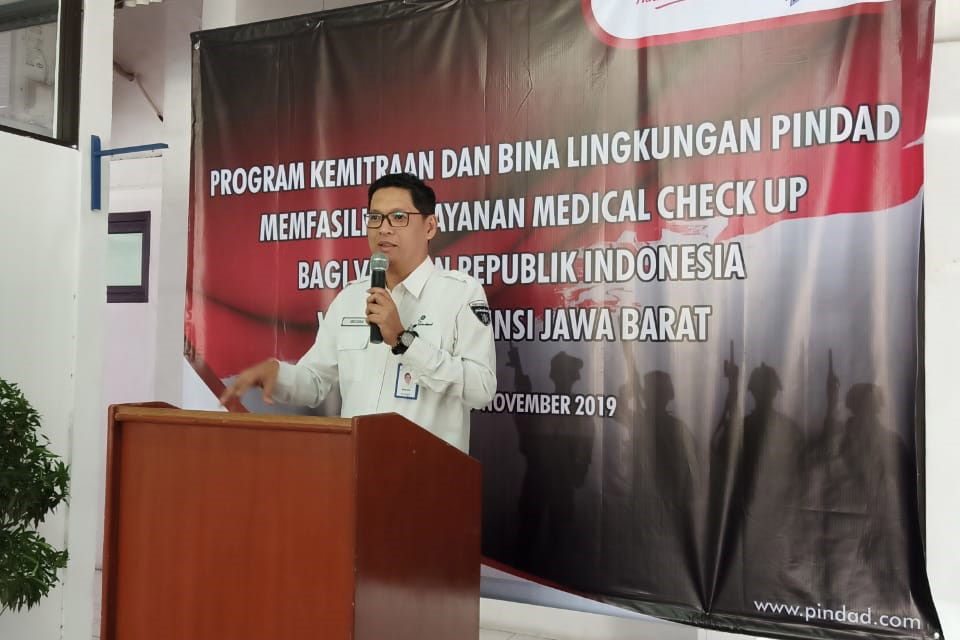 PROGRAM KEMITRAAN DAN BINA LINGKUNGAN PINDAD
MEMFASILI AYANAN MEDICAL CHECK UP
BAGI V N REPUBLIK INDONESIA
NSI JAWA BARAT
NOVEMBER 2019
www.pindad.com